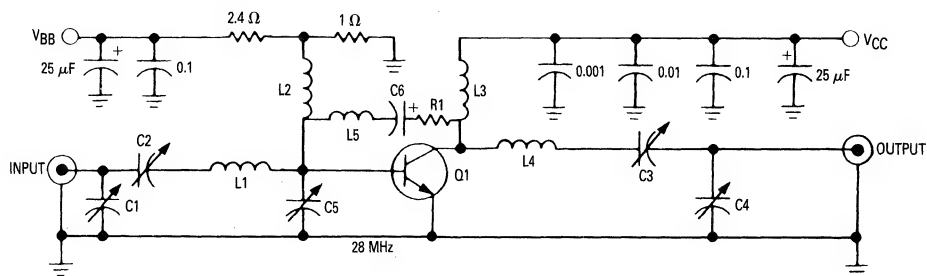 2.4 Ω
1 Ω
VBB
VCC
25 μF
+
0.1
L2
C6
+
R1
L3
0.001
0.01
0.1
+
25 μF
L5
C2
INPUT
L1
Q1
L4
C3
OUTPUT
C1
C5
C4
28 MHz